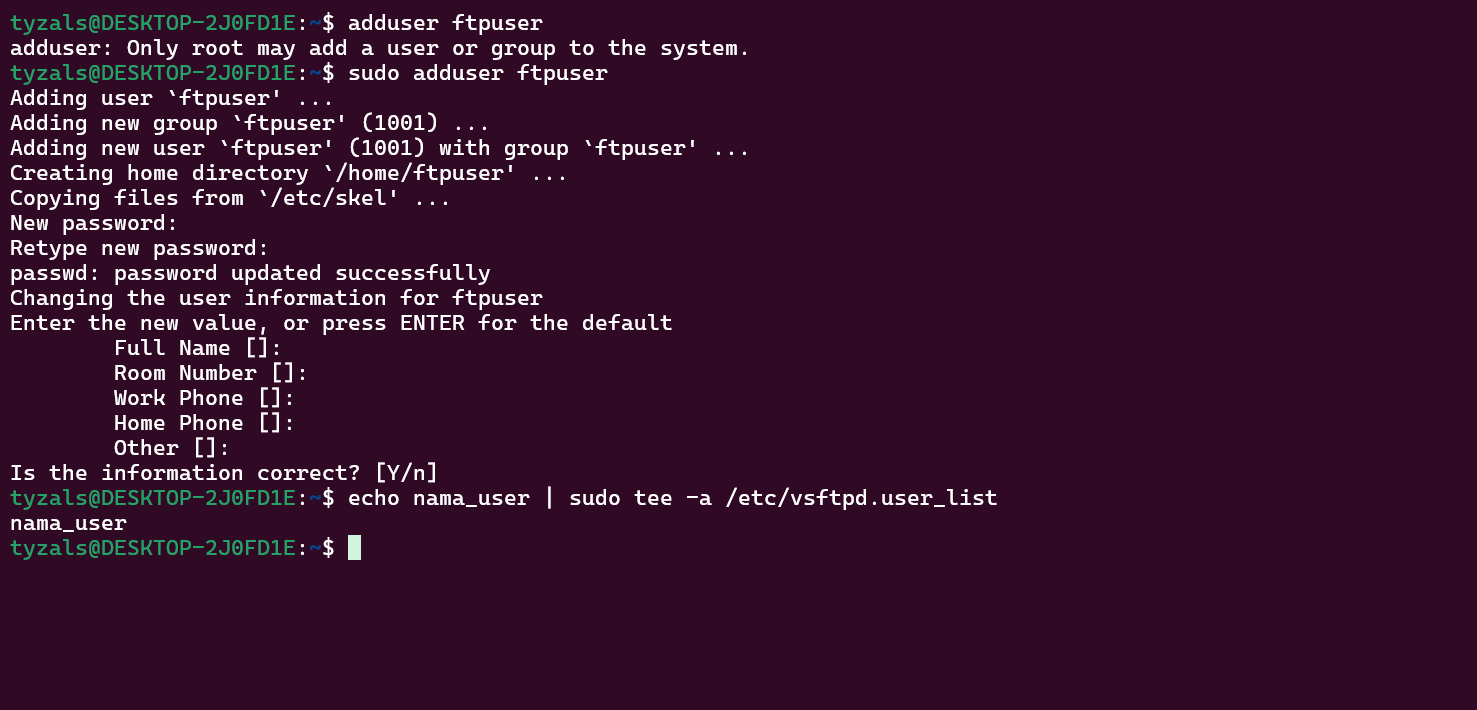 tyzals@DESKTOP-2J0FD1E:~$ adduser ftpuser
adduser: Only root may add a user or group to the system.
tyzals@DESKTOP-2J0FD1E:~$ sudo adduser ftpuser
Adding user `ftpuser' ...
Adding new group `ftpuser' (1001) ...
Adding new user `ftpuser' (1001) with group `ftpuser' ...
Creating home directory `/home/ftpuser' ...
Copying files from `/etc/skel' ...
New password:
Retype new password:
passwd: password updated successfully
Changing the user information for ftpuser
Enter the new value, or press ENTER for the default
        Full Name []:
        Room Number []:
        Work Phone []:
        Home Phone []:
        Other []:
Is the information correct? [Y/n]
tyzals@DESKTOP-2J0FD1E:~$ echo nama_user | sudo tee -a /etc/vsftpd.user_list
nama_user
tyzals@DESKTOP-2J0FD1E:~$